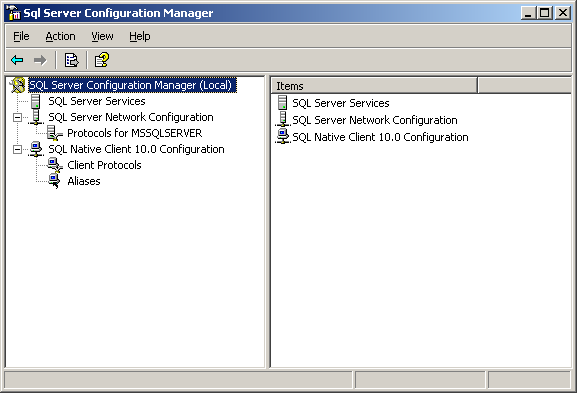 Sql Server Configuration Manager
File Action View Help
SQL Server Configuration Manager (Local)
SQL Server Services
SQL Server Network Configuration
Protocols for MSSQLSERVER
SQL Native Client 10.0 Configuration
Client Protocols
Aliases
Items
SQL Server Services
SQL Server Network Configuration
SQL Native Client 10.0 Configuration